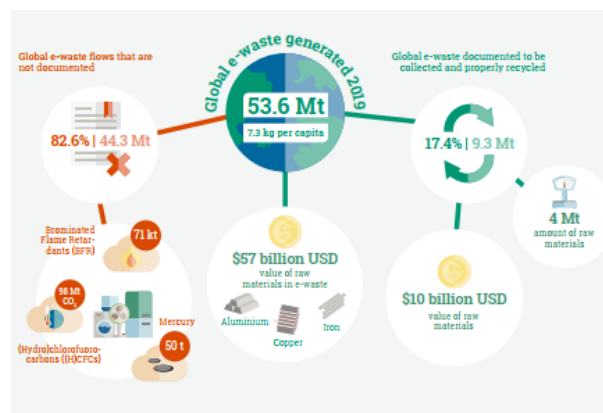 Global e-waste generated 2019
53.6 Mt
7.3 kg per capita
Global e-waste flows that are
not documented
82.6% | 44.3 Mt
Brominated
Flame Retar-
dants (BFR)
71 kt
98 Mt
CO2
(Hydro)chlorofluoro-
carbons ((H)CFCs)
Mercury
50 t
$57 billion USD
value of raw
materials in e-waste
Aluminium
Copper
Iron
Global e-waste documented to be
collected and properly recycled
17.4% | 9.3 Mt
4 Mt
amount of raw
materials
$10 billion USD
value of raw
materials